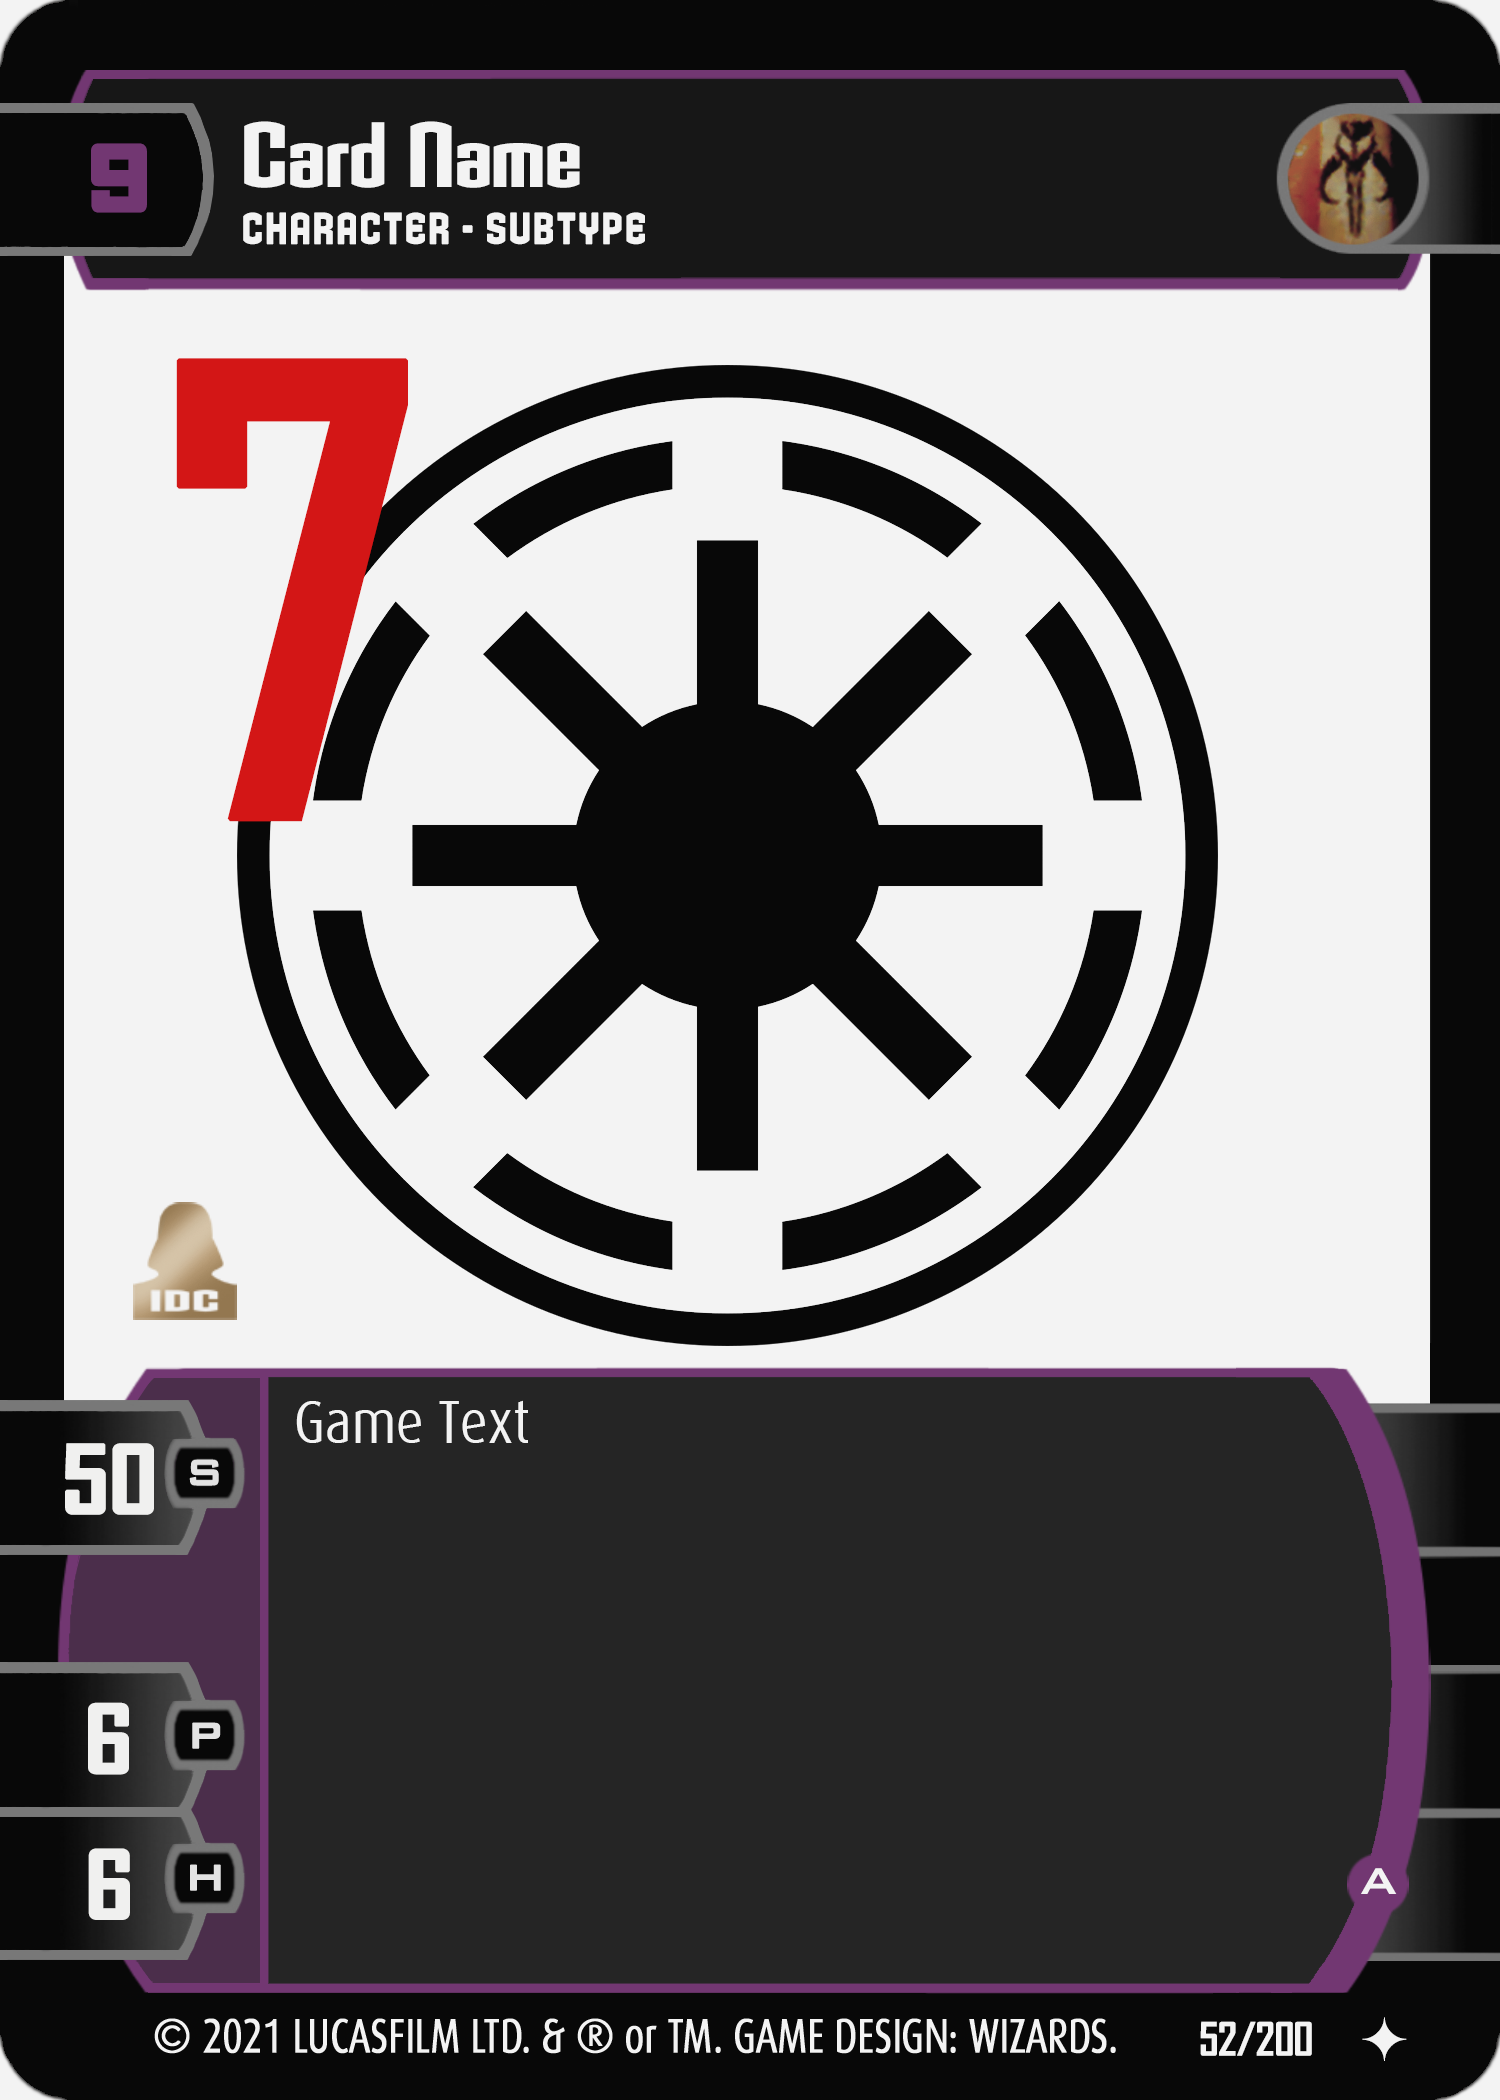 9
Card Name
CHARACTER - SUBTYPE
7
IDC
Game Text
50 S
6 P
6 H
A
© 2021 LUCASFILM LTD. & ® or TM. GAME DESIGN: WIZARDS.
52/200